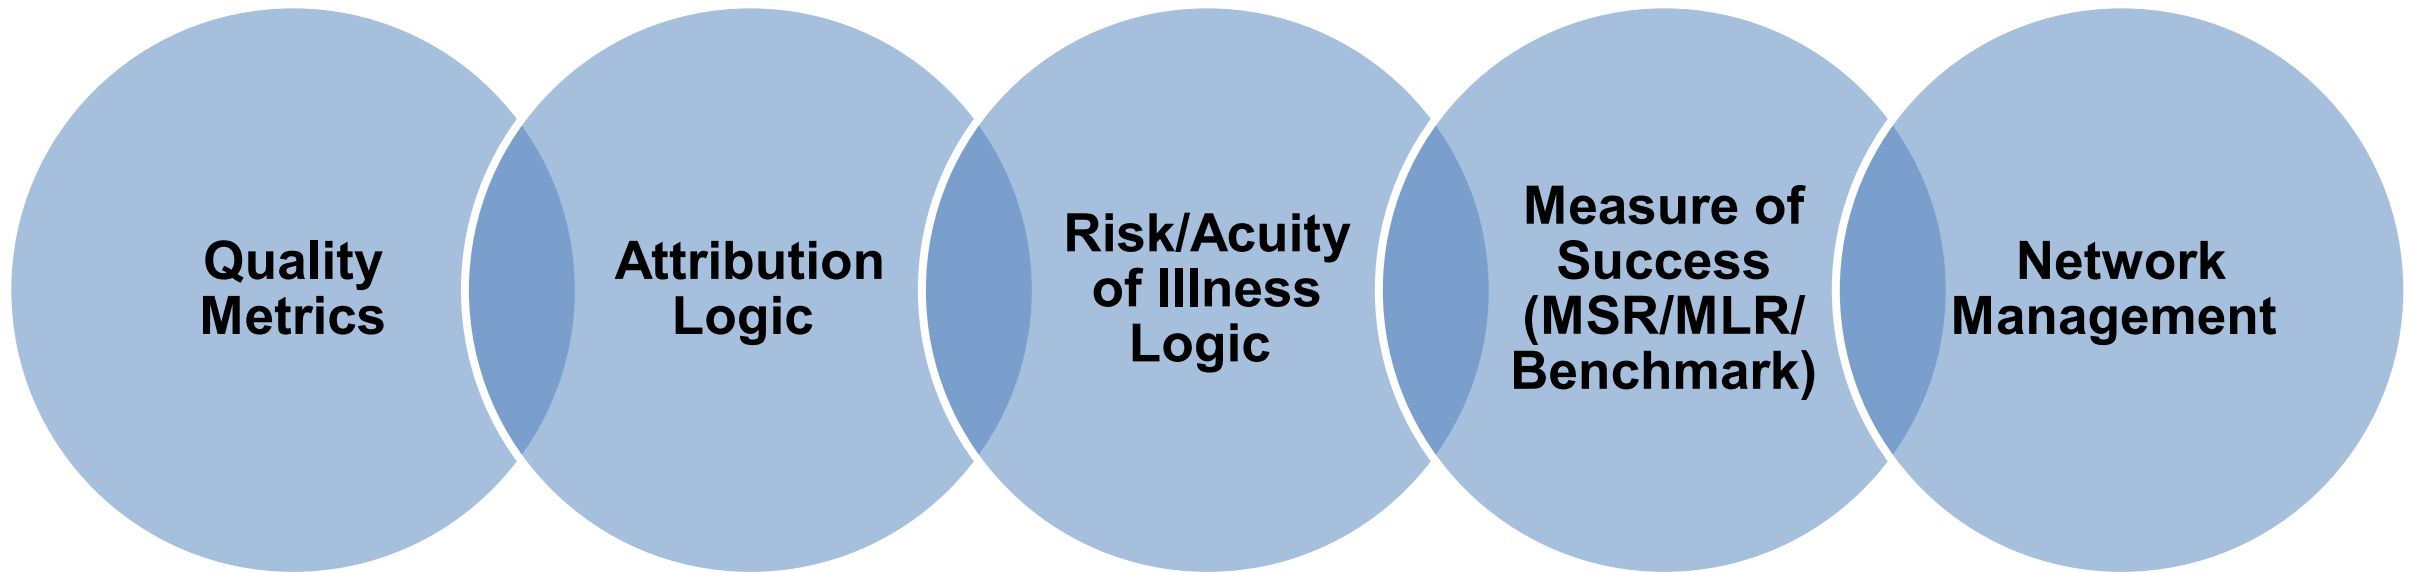 Quality
Metrics
Attribution
Logic
Risk/Acuity
of Illness
Logic
Measure of
Success
(MSR/MLR/
Benchmark)
Network
Management